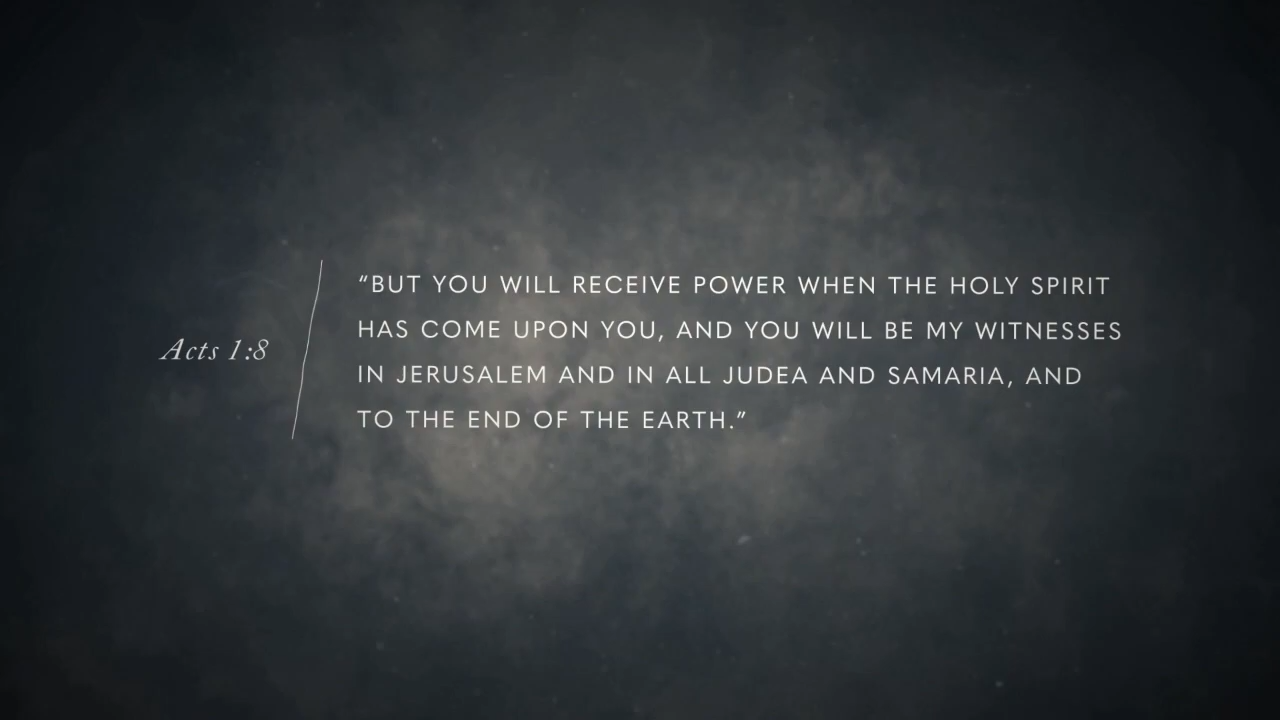 Acts 1:8
“BUT YOU WILL RECEIVE POWER WHEN THE HOLY SPIRIT
HAS COME UPON YOU, AND YOU WILL BE MY WITNESSES
IN JERUSALEM AND IN ALL JUDEA AND SAMARIA, AND
TO THE END OF THE EARTH.”